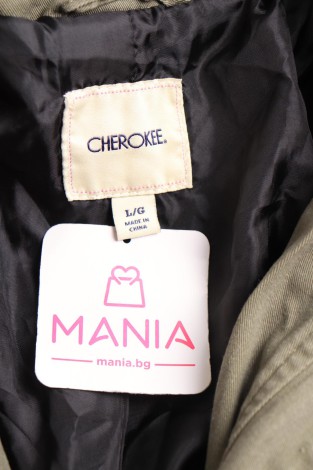 CHEROKEE.
L/G
MADE IN
CHINA
MANIA
mania.bg